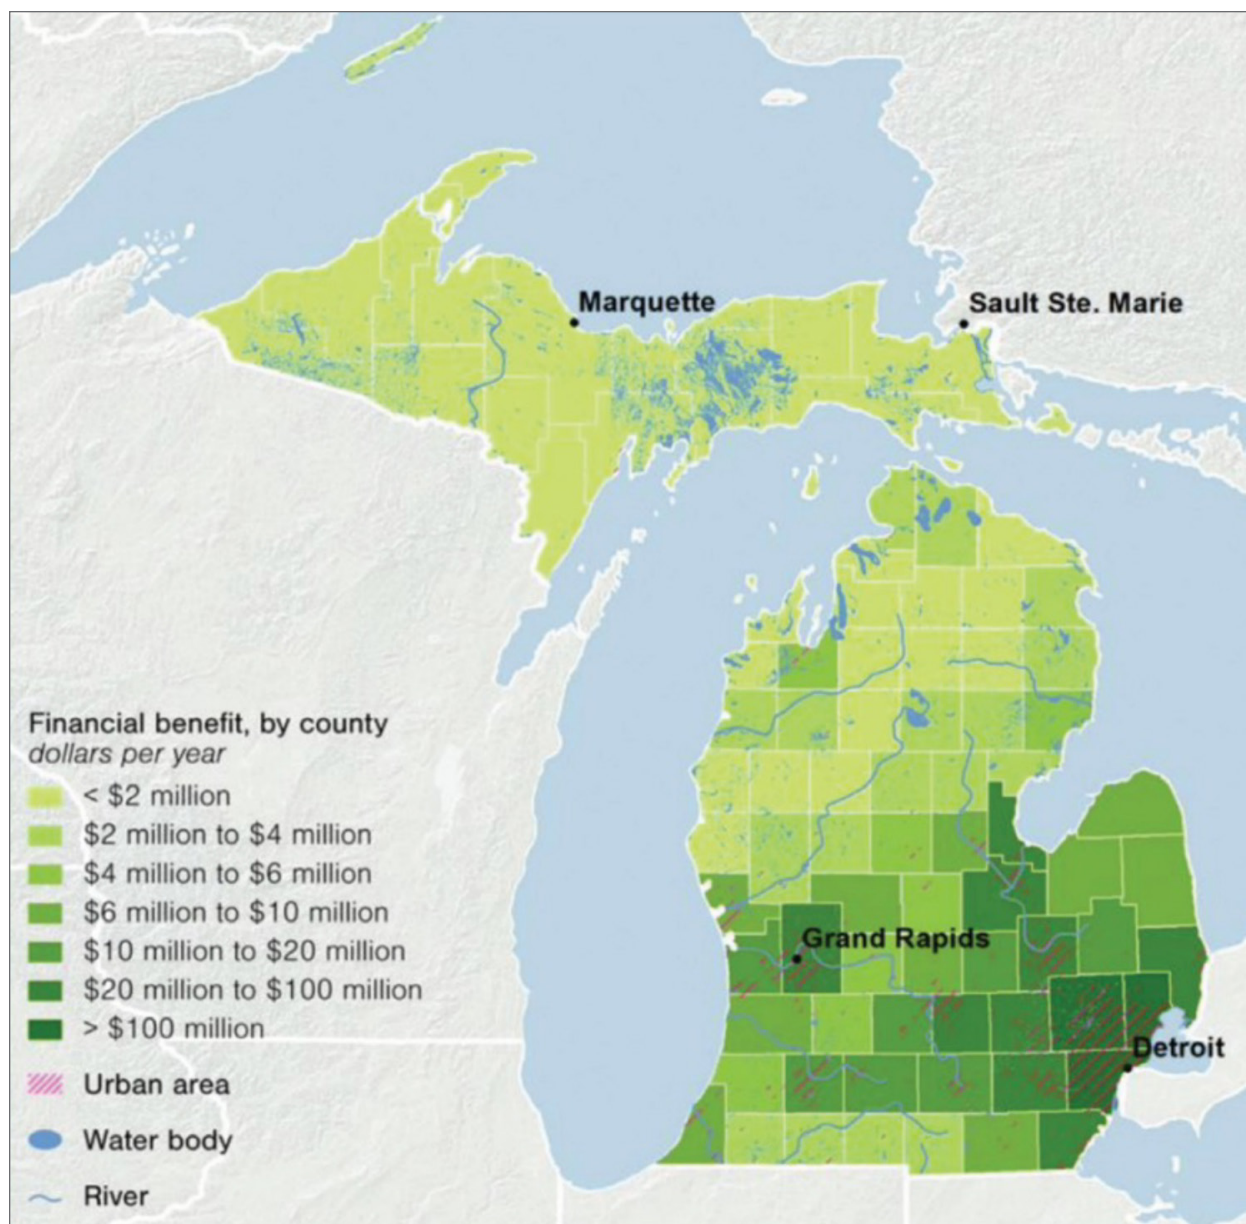 Marquette
Sault Ste. Marie
Financial benefit, by county
dollars per year
< $2 million
$2 million to $4 million
$4 million to $6 million
$6 million to $10 million
Grand Rapids
$10 million to $20 million
$20 million to $100 million
> $100 million
Detroit
Urban area
Water body
River